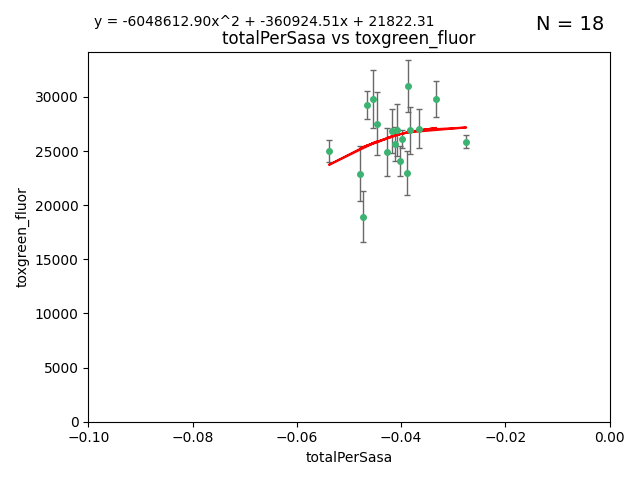 y = -6048612.90x^2 + -360924.51x + 21822.31
N = 18
totalPerSasa vs toxgreen_fluor
toxgreen_fluor
30000
25000
20000
15000
10000
5000
0
−0.10
−0.08
−0.06
−0.04
−0.02
0.00
totalPerSasa